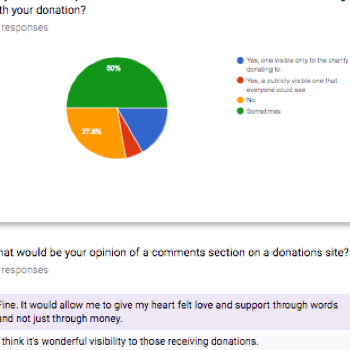 th your donation?
responses
50%
27.8%
Yes, one visible only to the charity
donating to
Yes, a publicly visible one that
everyone could see
No
Sometimes
hat would be your opinion of a comments section on a donations site?
responses
Fine. It would allow me to give my heart felt love and support through words
and not just through money.
think it's wonderful visibility to those receiving donations.